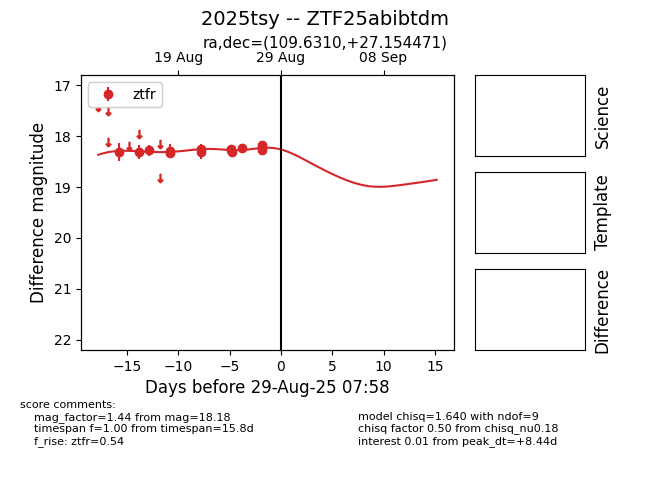 2025tsy -- ZTF25abibtdm
ra,dec=(109.6310,+27.154471)
19 Aug 29 Aug 08 Sep
ztfr
17
18
19
20
21
22
Difference magnitude
−15 −10 −5 0 5 10 15
Days before 29-Aug-25 07:58
Science
Template
Difference
score comments:
mag_factor=1.44 from mag=18.18
timespan f=1.00 from timespan=15.8d
f_rise: ztfr=0.54
model chisq=1.640 with ndof=9
chisq factor 0.50 from chisq_nu0.18
interest 0.01 from peak_dt=+8.44d